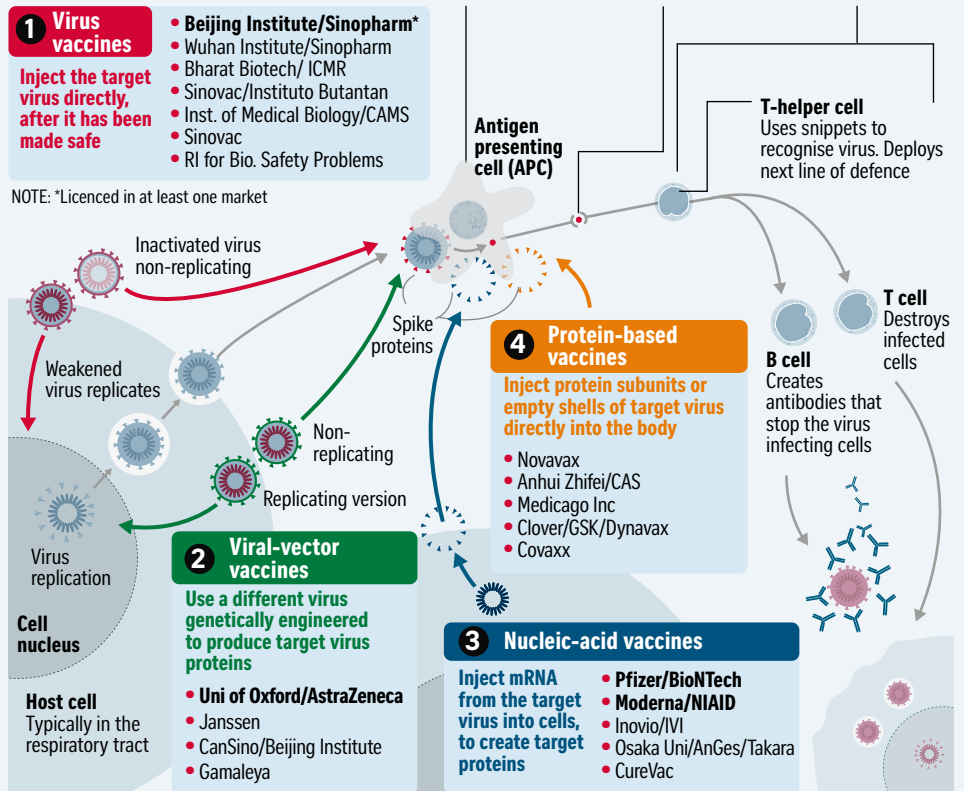 1 Virus
vaccines
Inject the target
virus directly,
after it has been
made safe
• Beijing Institute/Sinopharm*
• Wuhan Institute/Sinopharm
• Bharat Biotech/ ICMR
• Sinovac/Instituto Butantan
• Inst. of Medical Biology/CAMS
• Sinovac
• RI for Bio. Safety Problems
NOTE: *Licenced in at least one market
Antigen
presenting
cell (APC)
T-helper cell
Uses snippets to
recognise virus. Deploys
next line of defence
Inactivated virus
non-replicating
Weakened
virus replicates
Spike
proteins
Non-
replicating
Replicating version
Virus
replication
Cell
nucleus
Host cell
Typically in the
respiratory tract
4 Protein-based
vaccines
Inject protein subunits or
empty shells of target virus
directly into the body
• Novavax
• Anhui Zhifei/CAS
• Medicago Inc
• Clover/GSK/Dynavax
• Covaxx
T cell
Destroys
infected
cells
B cell
Creates
antibodies that
stop the virus
infecting cells
2 Viral-vector
vaccines
Use a different virus
genetically engineered
to produce target virus
proteins
• Uni of Oxford/AstraZeneca
• Janssen
• CanSino/Beijing Institute
• Gamaleya
3 Nucleic-acid vaccines
Inject mRNA
from the target
virus into cells,
to create target
proteins
• Pfizer/BioNTech
• Moderna/NIAID
• Inovio/IVI
• Osaka Uni/AnGes/Takara
• CureVac